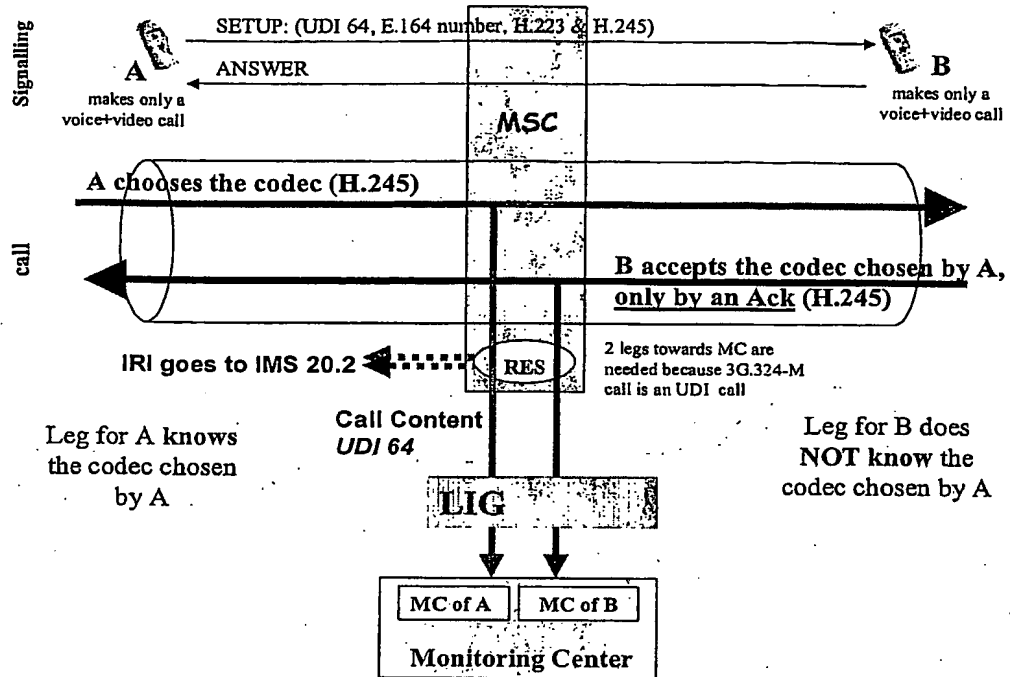 Signalling
SETUP: (UDI 64, E.164 number, H.223 & H.245)
A
ANSWER
B
makes only a
voice+video call
makes only a
voice+video call
MSC
call
A chooses the codec (H.245)
B accepts the codec chosen by A,
only by an Ack (H.245)
IRI goes to IMS 20.2
RES
2 legs towards MC are
needed because 3G.324-M
call is an UDI call
Call Content
UDI 64
Leg for A knows
the codec chosen
by A
Leg for B does
NOT know the
codec chosen by A
LIG
MC of A
MC of B
Monitoring Center